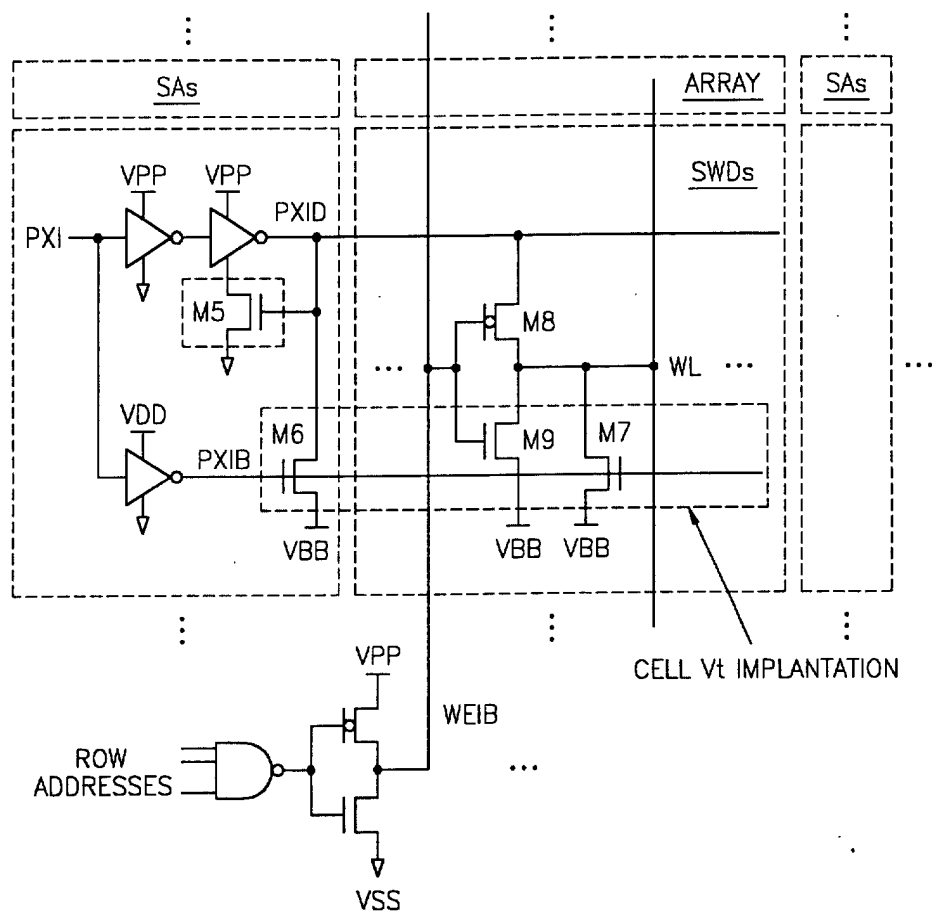 SAs
ARRAY
SAs
SWDs
VPP
VPP
PXID
PXI
M5
M8
WL
VDD
M6
M9
M7
PXIB
VBB
VBB
VBB
CELL Vt IMPLANTATION
VPP
WEIB
ROW
ADDRESSES
VSS